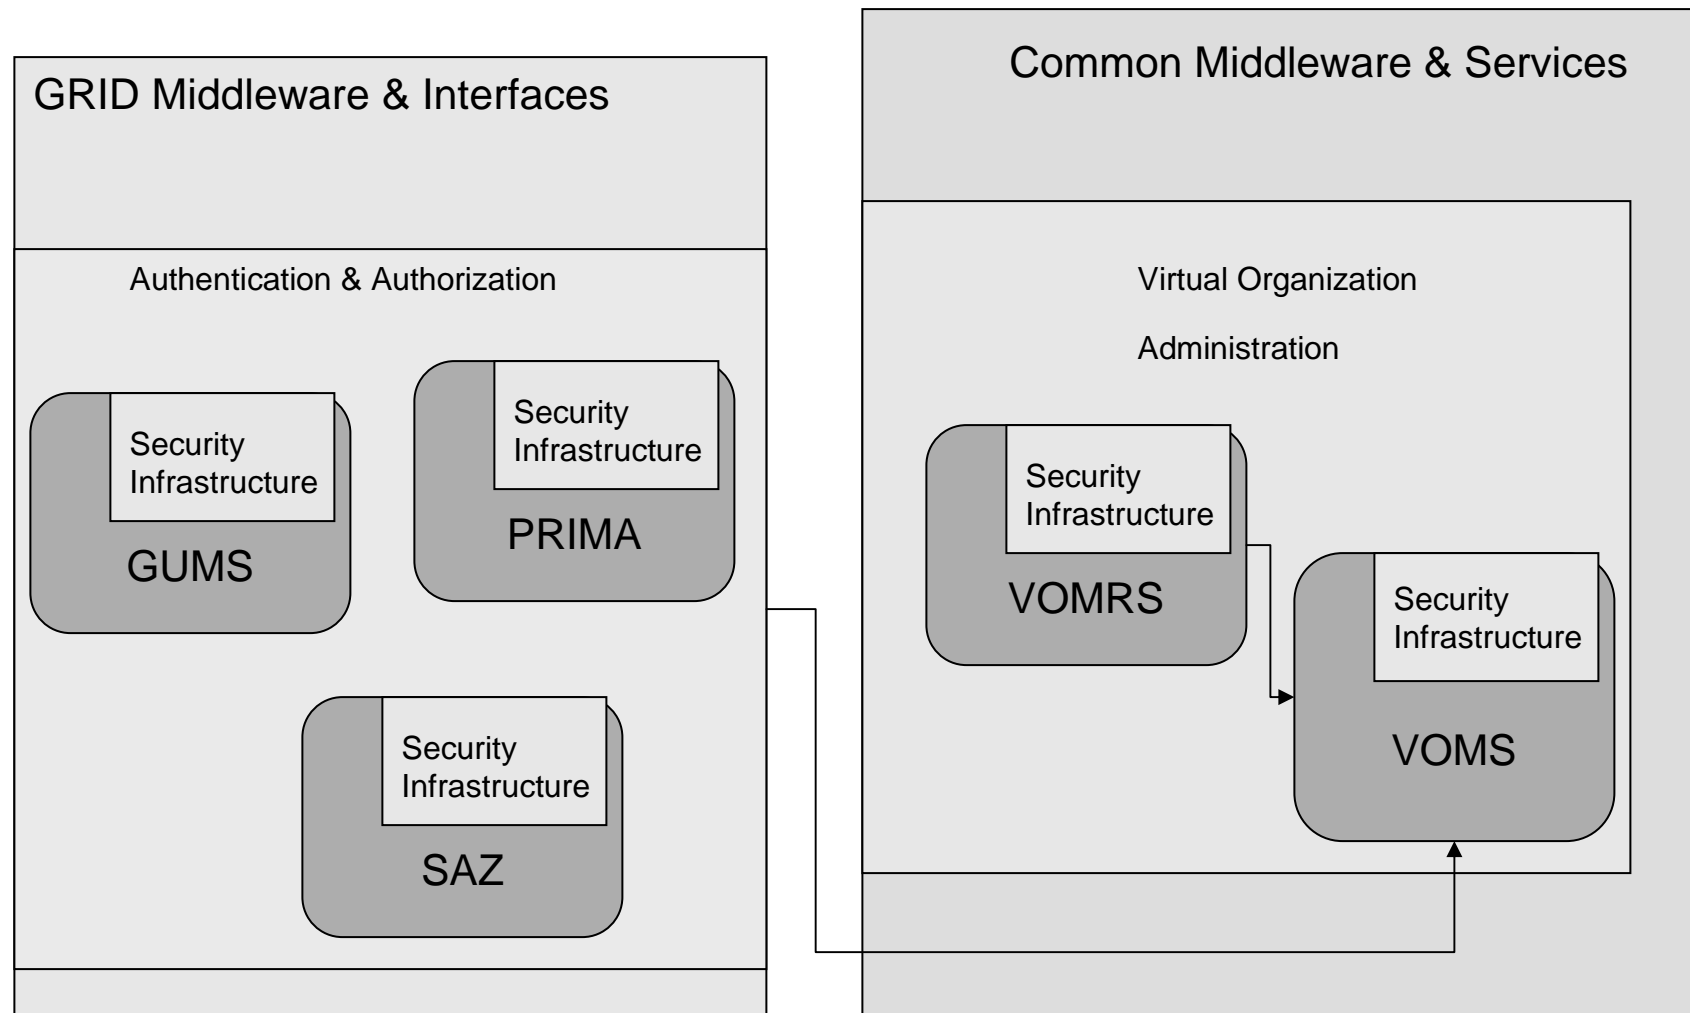 GRID Middleware & Interfaces
Authentication & Authorization
Security
Infrastructure
GUMS
Security
Infrastructure
PRIMA
Security
Infrastructure
SAZ
Common Middleware & Services
Virtual Organization
Administration
Security
Infrastructure
VOMRS
Security
Infrastructure
VOMS